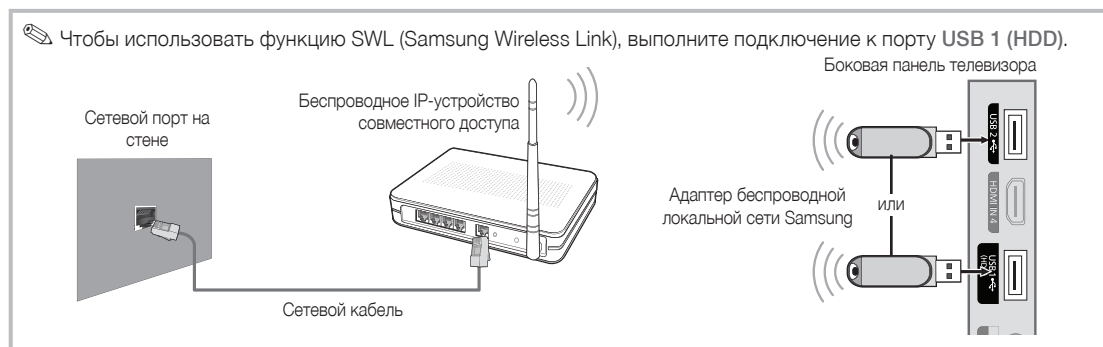 Чтобы использовать функцию SWL (Samsung Wireless Link), выполните подключение к порту USB 1 (HDD).
Боковая панель телевизора
Сетевой порт на
стене
Беспроводное IP-устройство
совместного доступа
USB 2
HDMI IN 4
Адаптер беспроводной
локальной сети Samsung
или
USB 1
Сетевой кабель